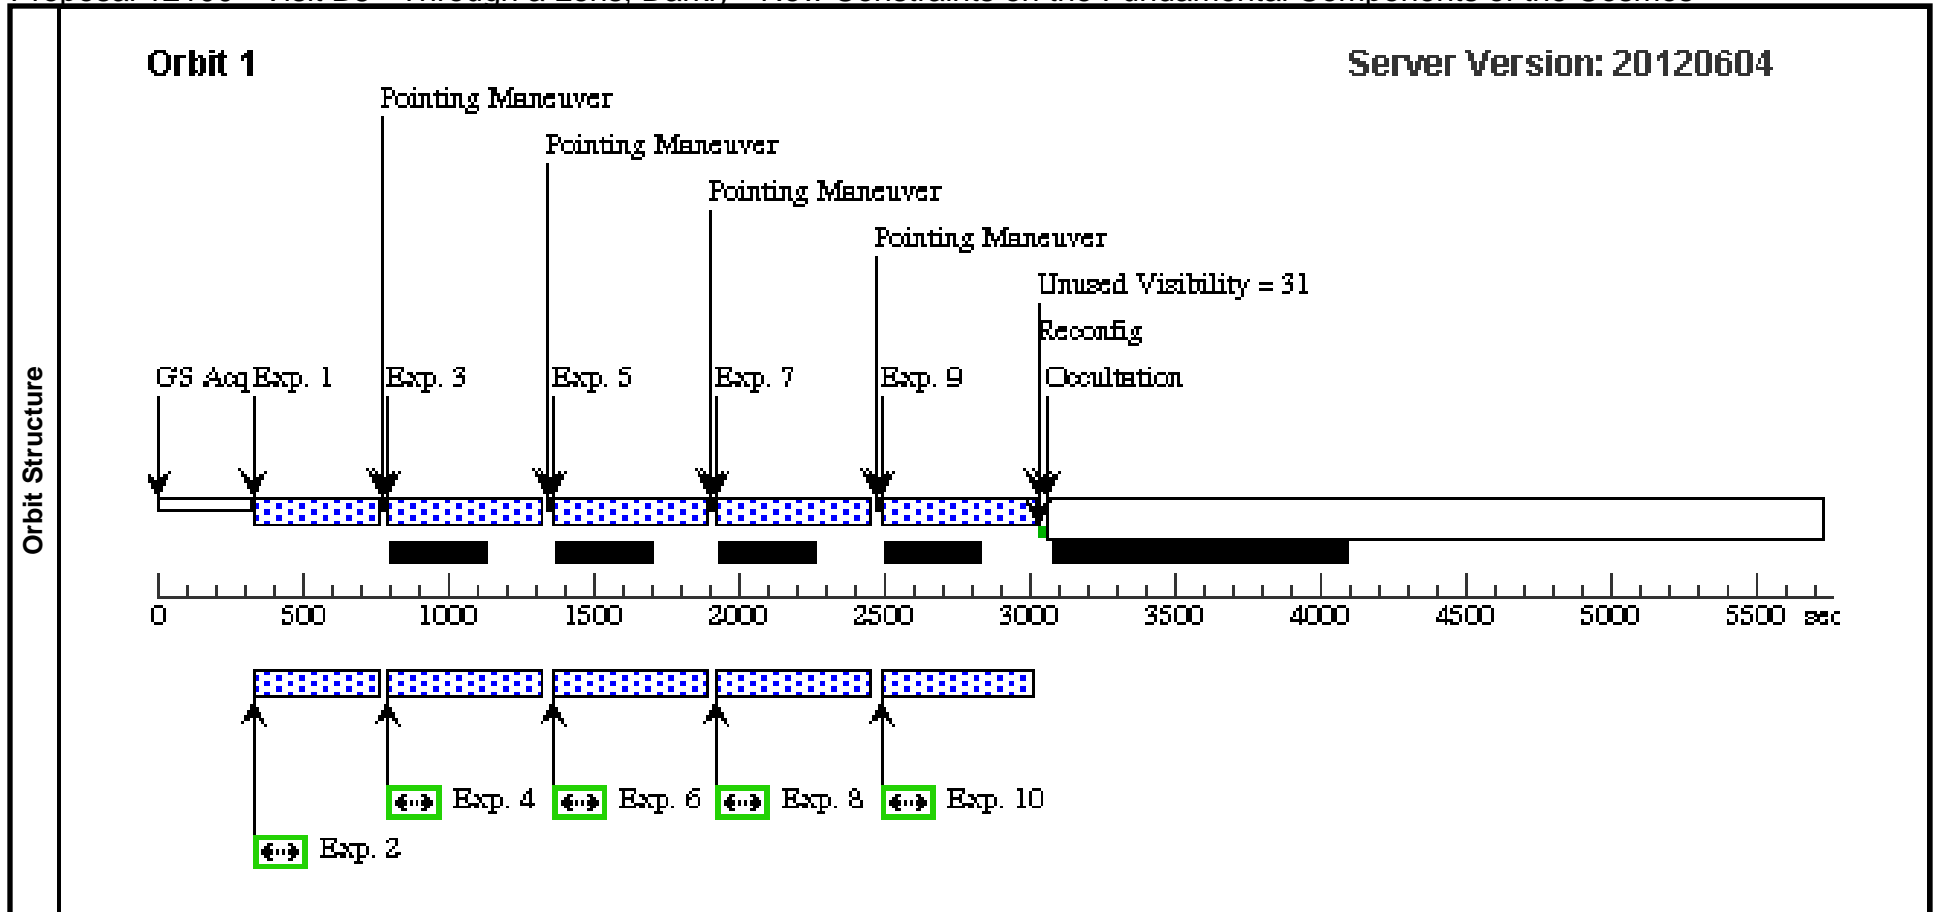 Orbit 1
Server Version: 20120604
Pointing Maneuver
Pointing Maneuver
Pointing Maneuver
Pointing Maneuver
Unused Visibility = 31
Reconfig
GS Acq Exp. 1 Exp. 3 Exp. 5 Exp. 7 Exp. 9 Occultation
Orbit Structure
0 500 1000 1500 2000 2500 3000 3500 4000 4500 5000 5500 sec
Exp. 4 Exp. 6 Exp. 8 Exp. 10
Exp. 2